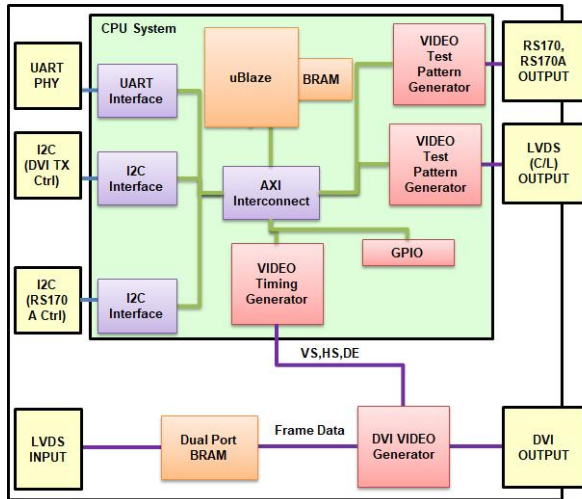 CPU System
UART
PHY
UART
Interface
uBlaze
BRAM
VIDEO
Test
Pattern
Generator
RS170,
RS170A
OUTPUT
I2C
(DVI TX
Ctrl)
I2C
Interface
AXI
Interconnect
VIDEO
Test
Pattern
Generator
LVDS
(C/L)
OUTPUT
GPIO
I2C
(RS170
A Ctrl)
I2C
Interface
VIDEO
Timing
Generator
VS,HS,DE
LVDS
INPUT
Dual Port
BRAM
Frame Data
DVI VIDEO
Generator
DVI
OUTPUT